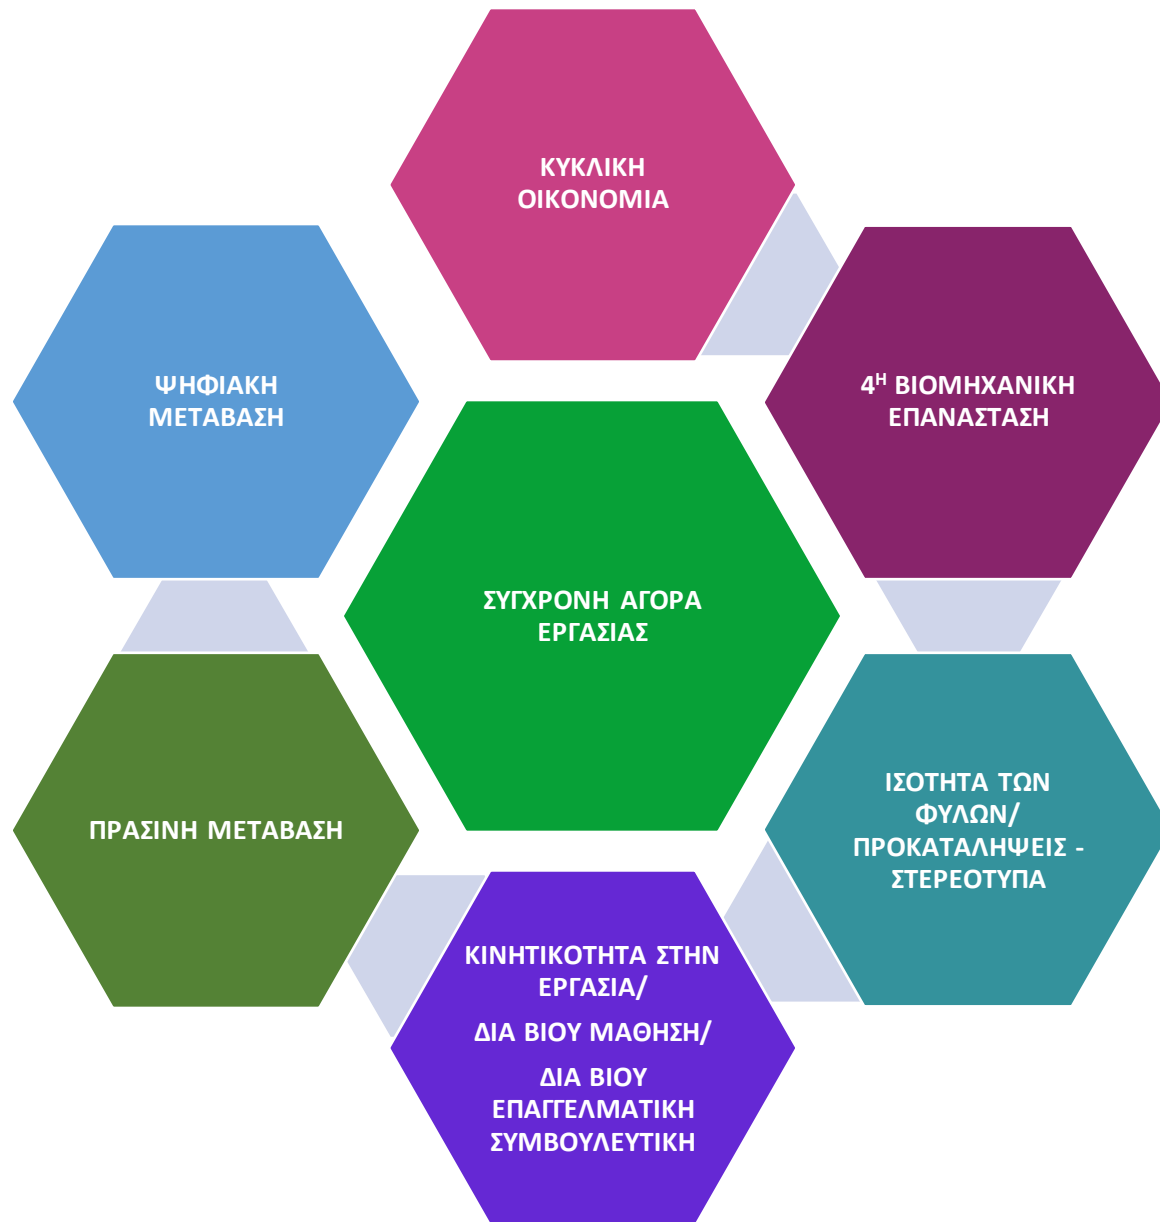 ΚΥΚΛΙΚΗ
ΟΙΚΟΝΟΜΙΑ
4Η ΒΙΟΜΗΧΑΝΙΚΗ
ΕΠΑΝΑΣΤΑΣΗ
ΨΗΦΙΑΚΗ
ΜΕΤΑΒΑΣΗ
ΣΥΓΧΡΟΝΗ ΑΓΟΡΑ
ΕΡΓΑΣΙΑΣ
ΙΣΟΤΗΤΑ ΤΩΝ
ΦΥΛΩΝ/
ΠΡΟΚΑΤΑΛΗΨΕΙΣ -
ΣΤΕΡΕΟΤΥΠΑ
ΠΡΑΣΙΝΗ ΜΕΤΑΒΑΣΗ
ΚΙΝΗΤΙΚΟΤΗΤΑ ΣΤΗΝ
ΕΡΓΑΣΙΑ/
ΔΙΑ ΒΙΟΥ ΜΑΘΗΣΗ/
ΔΙΑ ΒΙΟΥ
ΕΠΑΓΓΕΛΜΑΤΙΚΗ
ΣΥΜΒΟΥΛΕΥΤΙΚΗ